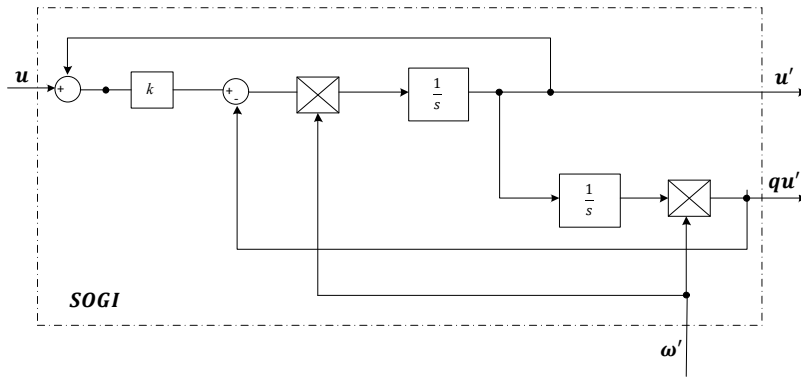 u
+
k
+
-
1/s
u'
1/s
qu'
SOGI
ω'